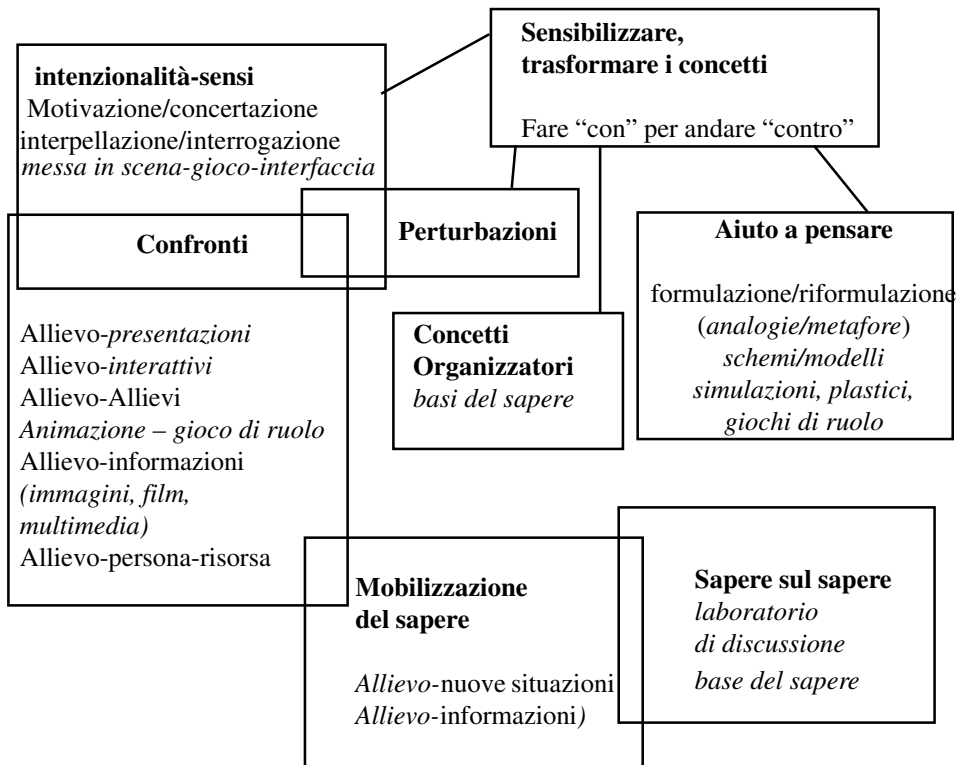 Sensibilizzare,
trasformare i concetti
Fare “con” per andare “contro”
intenzionalità-sensi
Motivazione/concertazione
interpellazione/interrogazione
messa in scena-gioco-interfaccia
Confronti
Allievo-presentazioni
Allievo-interattivi
Allievo-Allievi
Animazione – gioco di ruolo
Allievo-informazioni
(immagini, film,
multimedia)
Allievo-persona-risorsa
Perturbazioni
Concetti
Organizzatori
basi del sapere
Aiuto a pensare
formulazione/riformulazione
(analogie/metafore)
schemi/modelli
simulazioni, plastici,
giochi di ruolo
Mobilizzazione
del sapere
Allievo-nuove situazioni
Allievo-informazioni)
Sapere sul sapere
laboratorio
di discussione
base del sapere